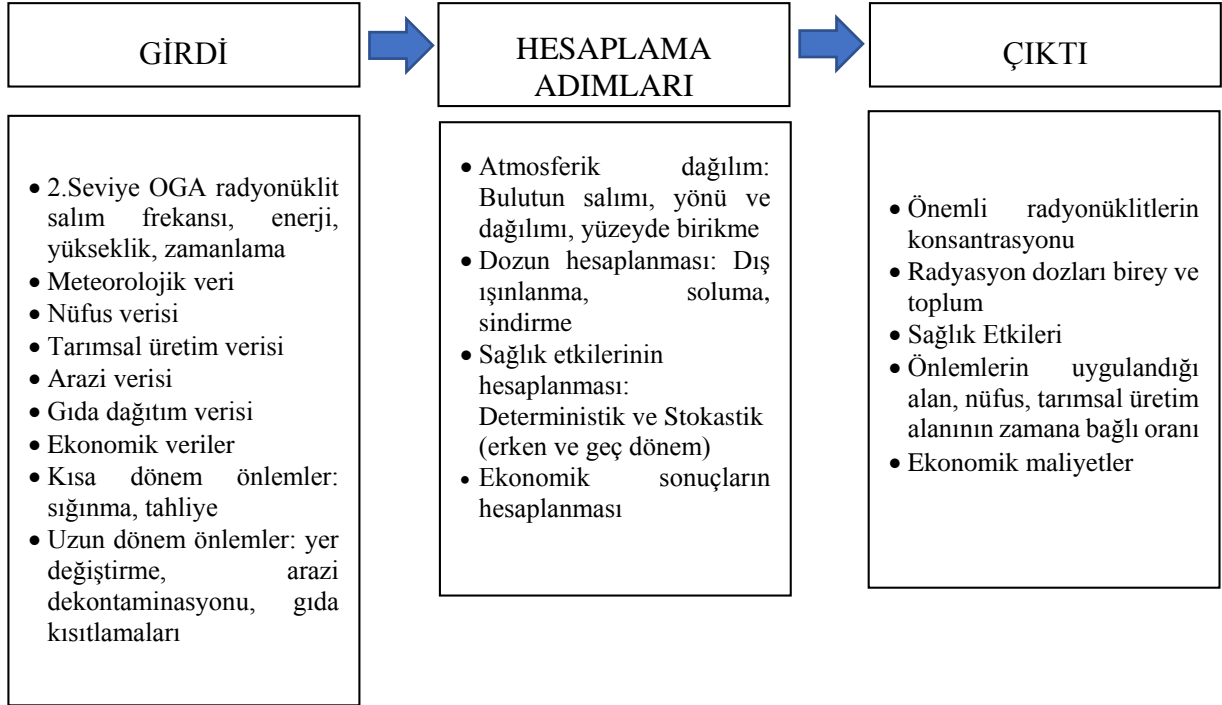 GİRDİ
HESAPLAMA
ADIMLARI
ÇIKTI
• 2.Seviye OGA radyonüklit
salım frekansı, enerji,
yükseklik, zamanlama
• Meteorolojik veri
• Nüfus verisi
• Tarımsal üretim verisi
• Arazi verisi
• Gıda dağıtım verisi
• Ekonomik veriler
• Kısa dönem önlemler:
sığınma, tahliye
• Uzun dönem önlemler: yer
değiştirme, arazi
dekontaminasyonu, gıda
kısıtlamaları
• Atmosferik dağılım:
Bulutun salımı, yönü ve
dağılımı, yüzeyde birikme
• Dozun hesaplanması: Dış
ışınlanma, soluma,
sindirme
• Sağlık etkilerinin
hesaplanması:
Deterministik ve Stokastik
(erken ve geç dönem)
• Ekonomik sonuçların
hesaplanması
• Önemli radyonüklitlerin
konsantrasyonu
• Radyasyon dozları birey ve
toplum
• Sağlık Etkileri
• Önlemlerin uygulandığı
alan, nüfus, tarımsal üretim
alanının zamana bağlı oranı
• Ekonomik maliyetler